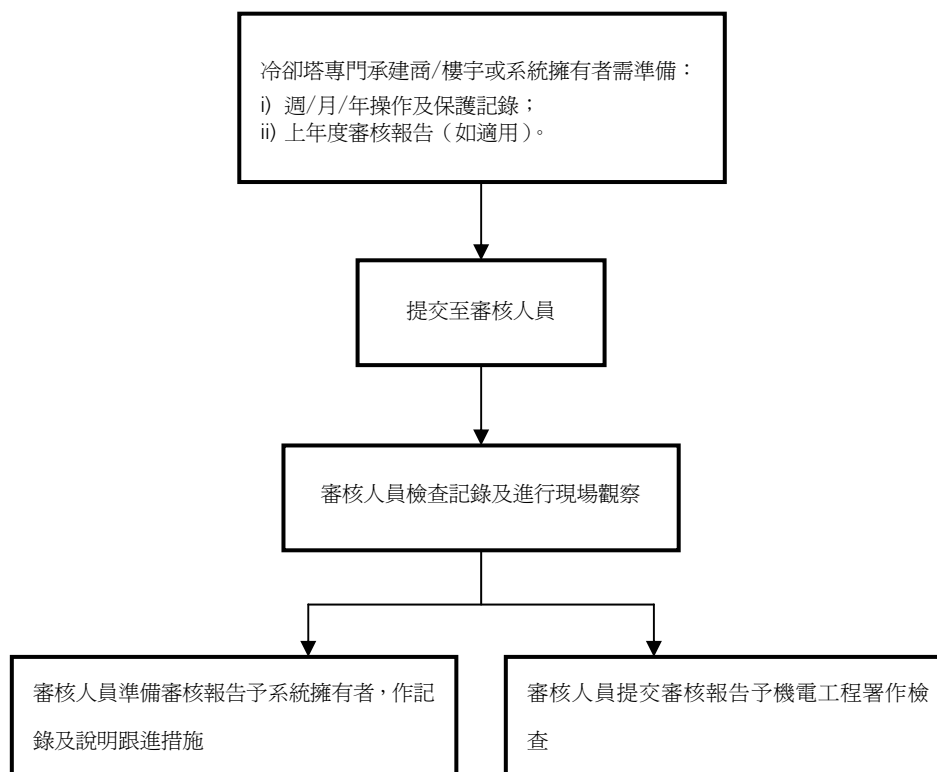 冷卻塔專門承建商/樓宇或系統擁有者需準備：
i) 週/月/年操作及保護記錄；
ii) 上年度審核報告（如適用）。
提交至審核人員
審核人員檢查記錄及進行現場觀察
審核人員準備審核報告予系統擁有者，作記
錄及說明跟進措施
審核人員提交審核報告予機電工程署作檢
查